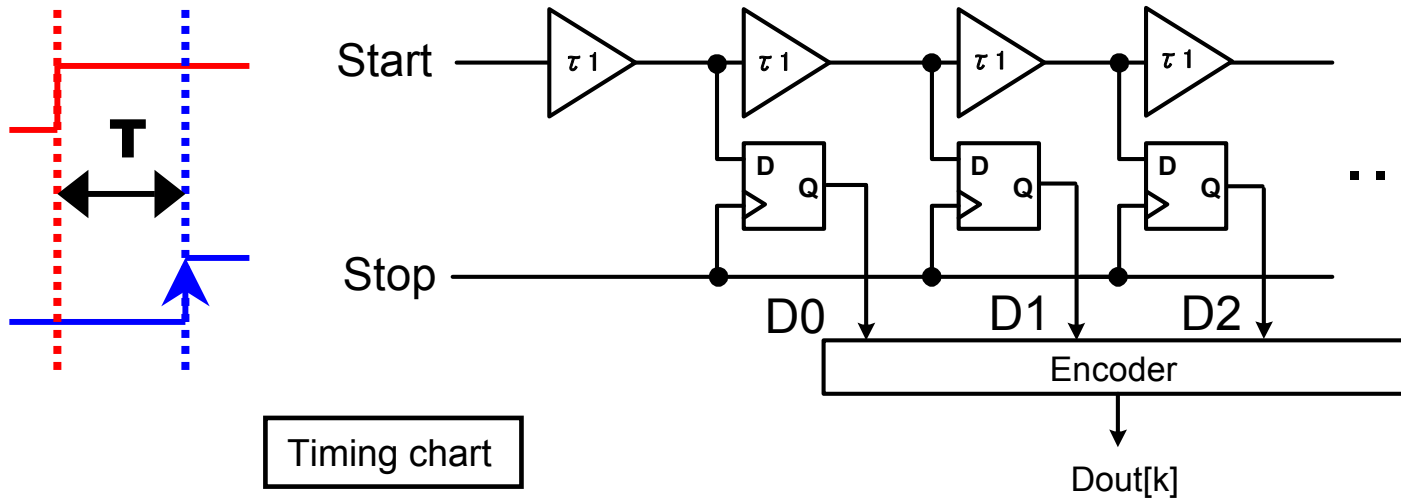 T
Start
τ1
τ1
τ1
τ1
D
Q
D
Q
D
Q
..
Stop
D0
D1
D2
Encoder
Timing chart
Dout[k]